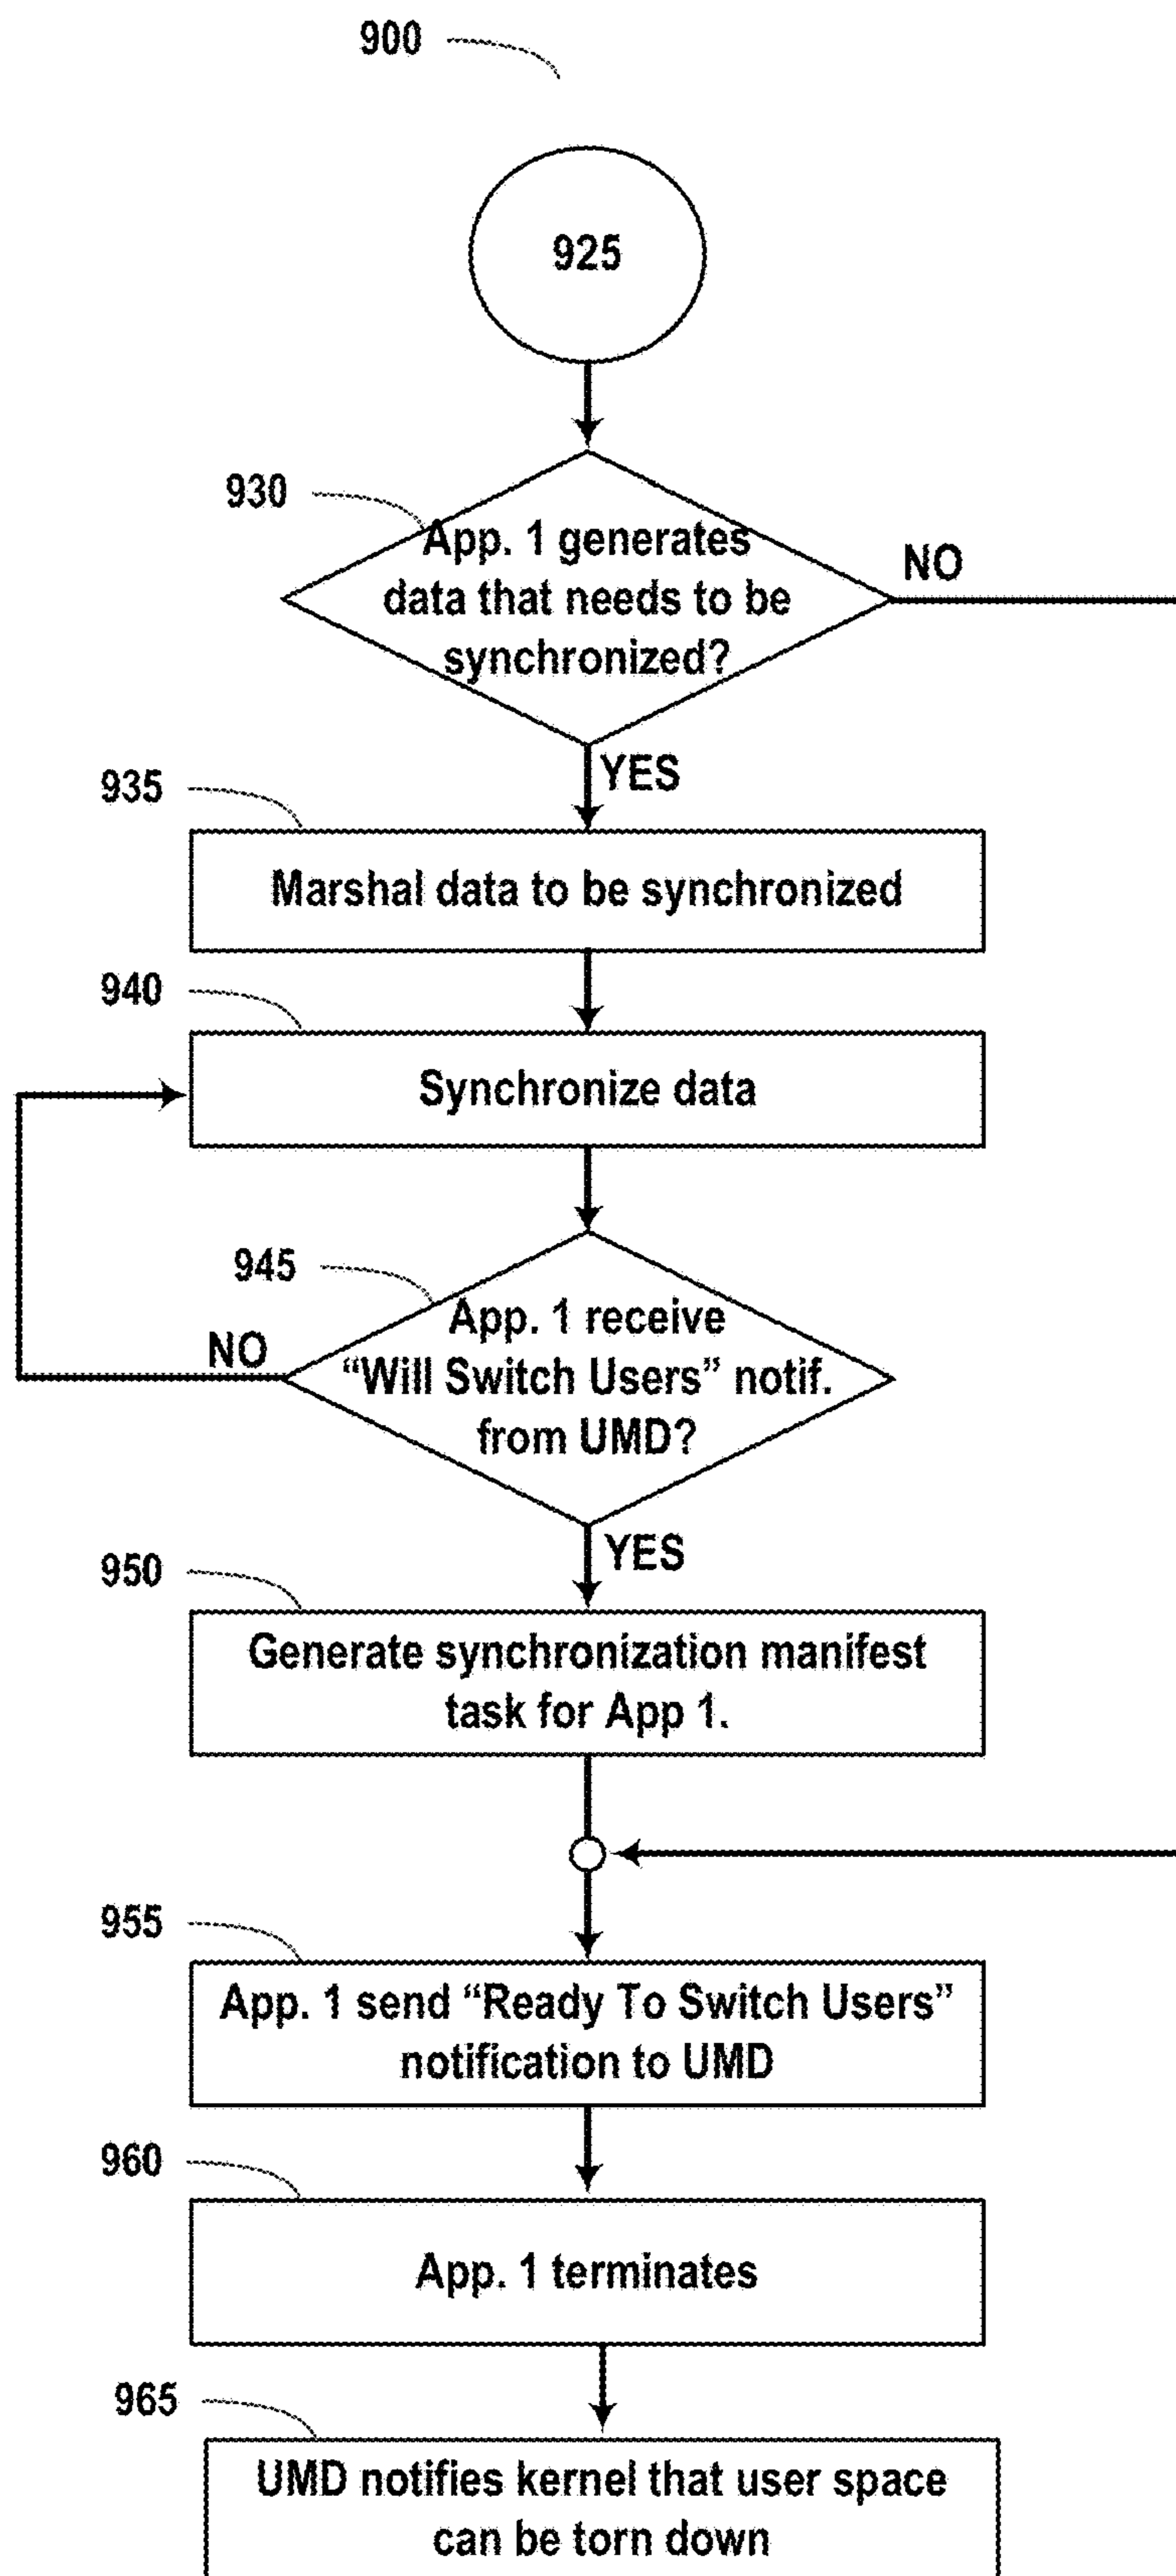 900
925
930
App. 1 generates
data that needs to be
synchronized?
NO
YES
935
Marshal data to be synchronized
940
Synchronize data
945
App. 1 receive
“Will Switch Users” notif.
from UMD?
NO
YES
950
Generate synchronization manifest
task for App 1.
955
App. 1 send “Ready To Switch Users”
notification to UMD
960
App. 1 terminates
965
UMD notifies kernel that user space
can be torn down